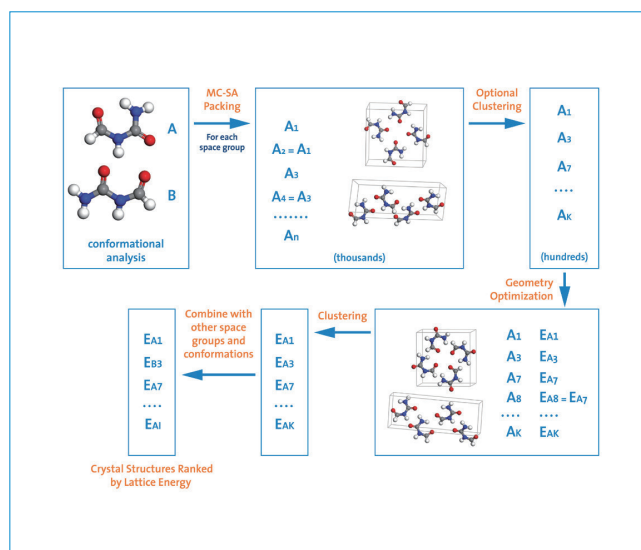 MC-SA
Packing
For each
space group
A
B
conformational
analysis
A1
A2 = A1
A3
A4 = A3
.......
An
(thousands)
Optional
Clustering
A1
A3
A7
....
AK
(hundreds)
Geometry
Optimization
A1 EA1
A3 EA3
A7 EA7
A8 EA8 = EA7
.... ....
AK EAK
Clustering
EA1
EA3
EA7
....
EAK
Combine with
other space
groups and
conformations
EA1
EB3
EA7
....
EAI
Crystal Structures Ranked
by Lattice Energy